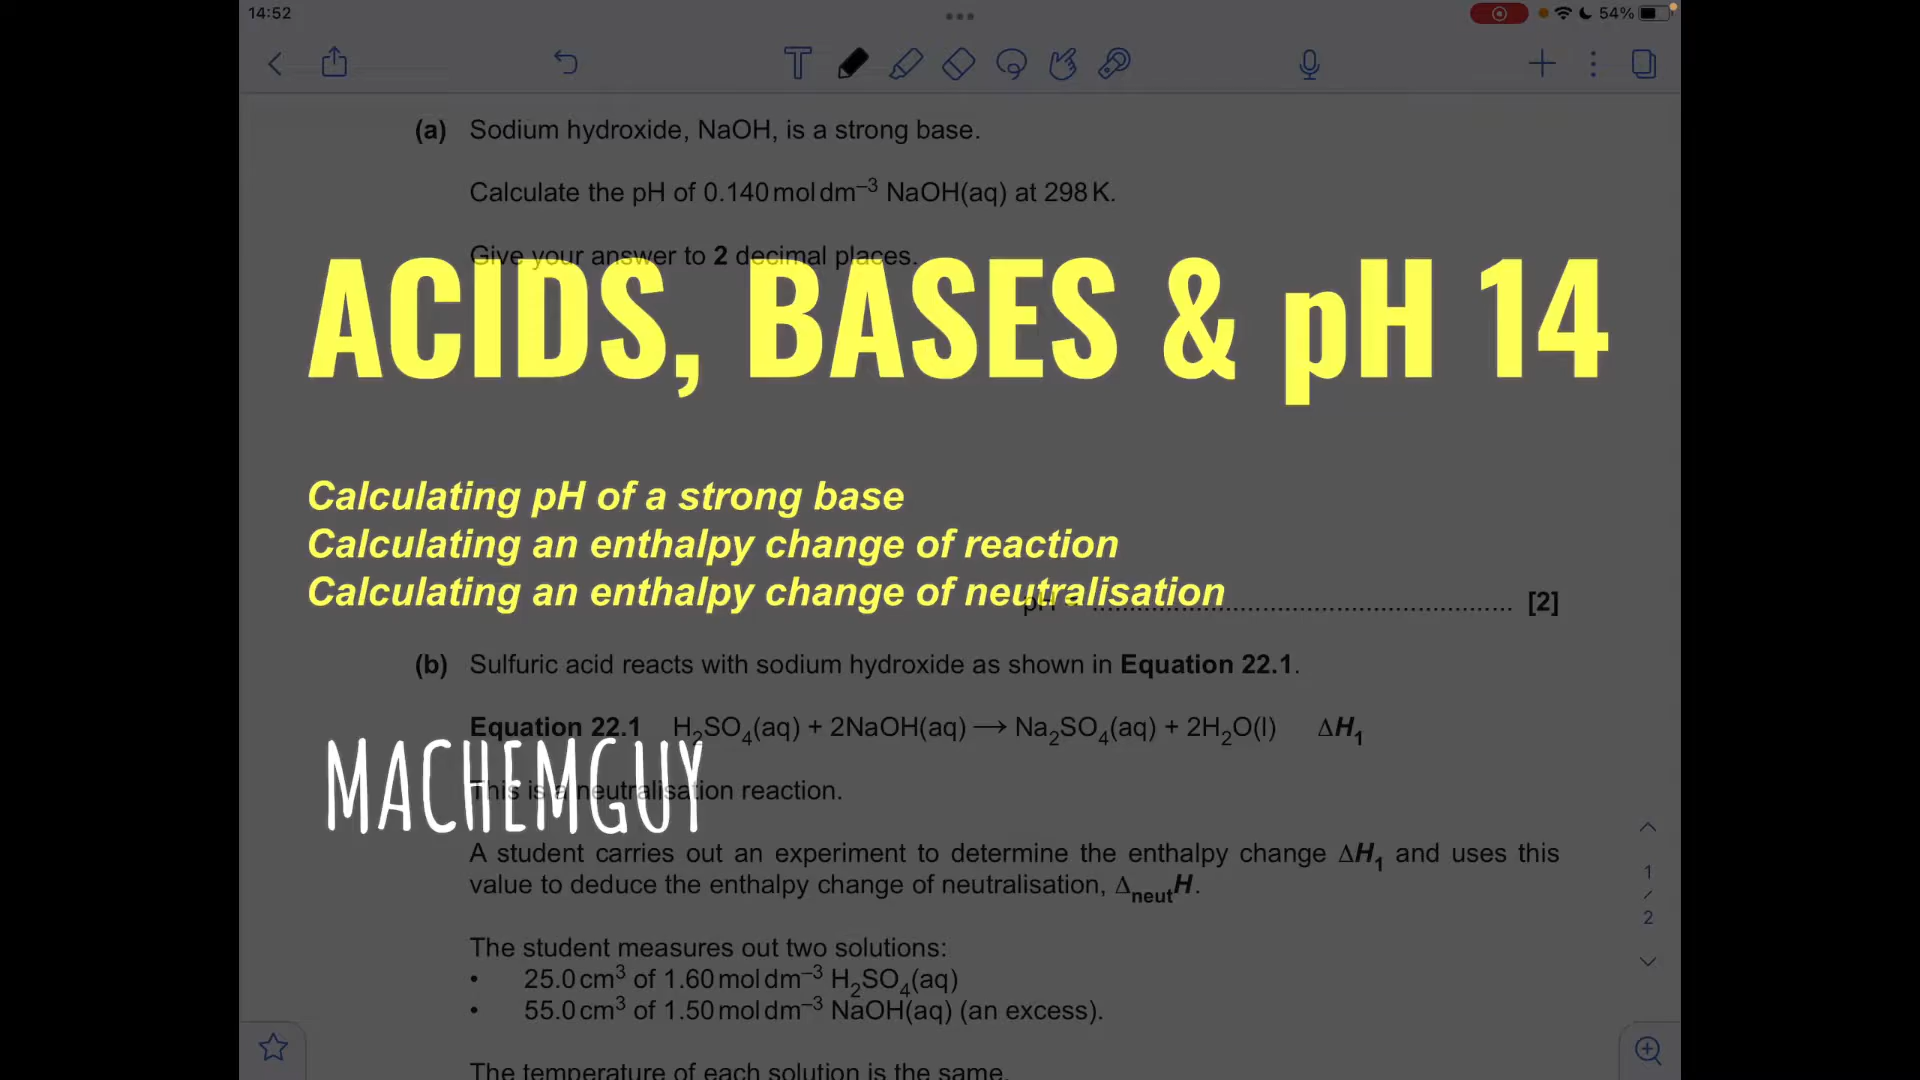 14:52
54%
(a) Sodium hydroxide, NaOH, is a strong base.
Calculate the pH of 0.140 mol dm⁻³ NaOH(aq) at 298 K.
Give your answer to 2 decimal places.
ACIDS, BASES & pH 14
Calculating pH of a strong base
Calculating an enthalpy change of reaction
Calculating an enthalpy change of neutralisation
pH = .................................................... [2]
(b) Sulfuric acid reacts with sodium hydroxide as shown in Equation 22.1.
Equation 22.1 H₂SO₄(aq) + 2NaOH(aq) → Na₂SO₄(aq) + 2H₂O(l) ΔH₁
This is a neutralisation reaction.
MACHEMGUY
A student carries out an experiment to determine the enthalpy change ΔH₁ and uses this
value to deduce the enthalpy change of neutralisation, ΔneutH.
The student measures out two solutions:
• 25.0 cm³ of 1.60 mol dm⁻³ H₂SO₄(aq)
• 55.0 cm³ of 1.50 mol dm⁻³ NaOH(aq) (an excess).
The temperature of each solution is the same.
1
/
2